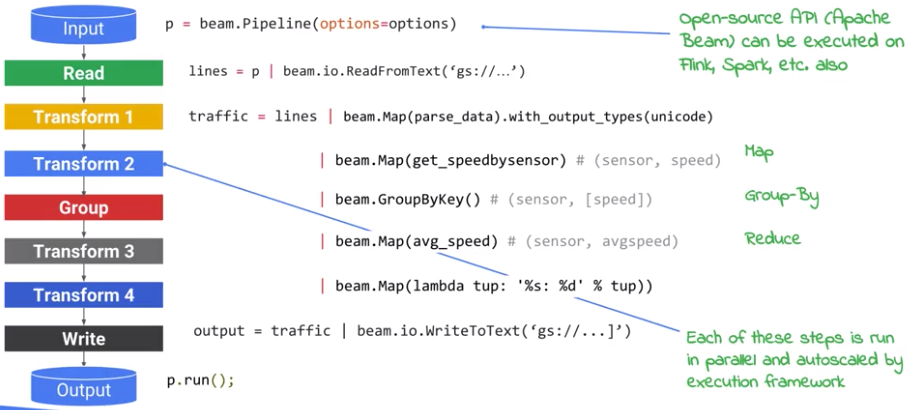 Input
p = beam.Pipeline(options=options)
open-source API (Apache
Beam) can be executed on
Flink, Spark, etc. also
Read
lines = p | beam.io.ReadFromText(‘gs://…’)
Transform 1
traffic = lines | beam.Map(parse_data).with_output_types(unicode)
Transform 2
| beam.Map(get_speedbysensor) # (sensor, speed)
Map
Group
| beam.GroupByKey() # (sensor, [speed])
Group-By
Transform 3
| beam.Map(avg_speed) # (sensor, avgspeed)
Reduce
Transform 4
| beam.Map(lambda tup: '%s: %d' % tup))
Write
output = traffic | beam.io.WriteToText(‘gs://...]’)
Each of these steps is run
in parallel and autoscaled by
execution framework
Output
p.run();